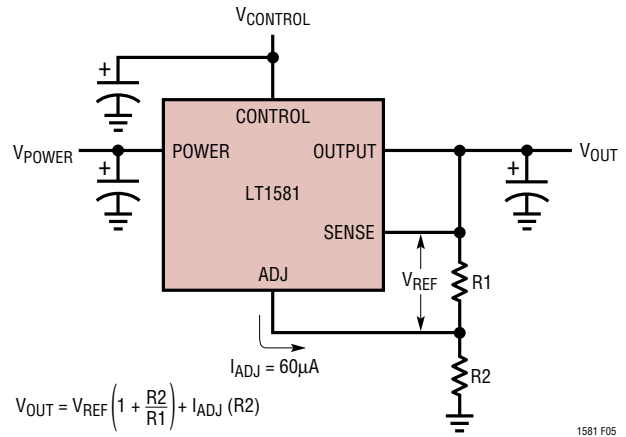 VCONTROL
+
CONTROL
VPOWER
POWER
OUTPUT
VOUT
+
+
LT1581
SENSE
ADJ
VREF
R1
IADJ = 60µA
R2
VOUT = VREF (1 + R2/R1) + IADJ (R2)
1581 F05